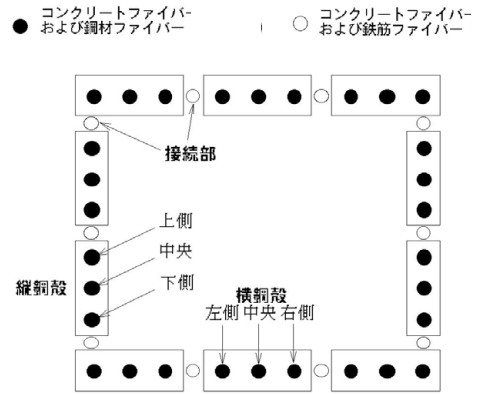 コンクリートファイバー
および鋼材ファイバー
コンクリートファイバー
および鉄筋ファイバー
接続部
上側
中央
下側
縦鋼殻
横鋼殻
左側 中央 右側